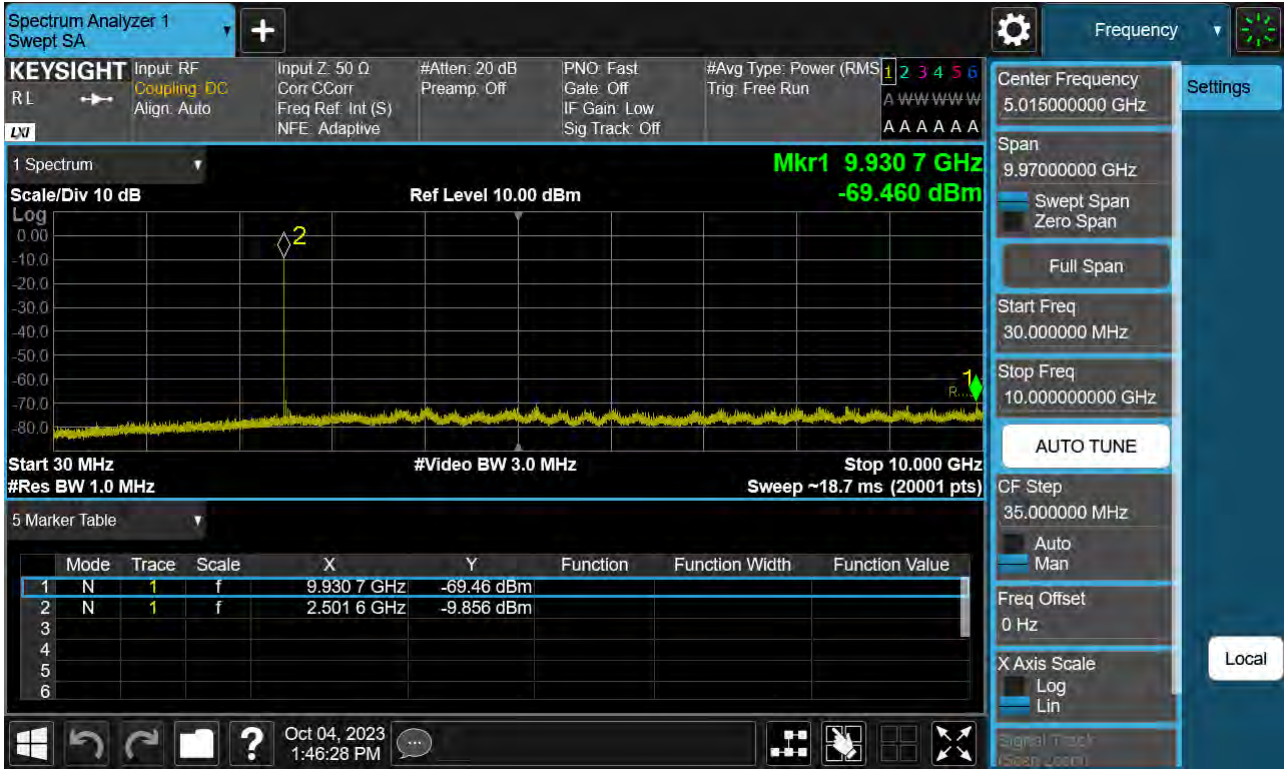 Spectrum Analyzer 1
Swept SA
+
Frequency
KEYSIGHT
R L
LXI
Input: RF
Coupling: DC
Align: Auto
Input Z: 50 Ω
Corr CCorr
Freq Ref: Int (S)
NFE: Adaptive
#Atten: 20 dB
Preamp: Off
PNO: Fast
Gate: Off
IF Gain: Low
Sig Track: Off
#Avg Type: Power (RMS
Trig: Free Run
1 2 3 4 5 6
A W W W W W
A A A A A A
1 Spectrum
Mkr1 9.930 7 GHz
-69.460 dBm
Scale/Div 10 dB
Ref Level 10.00 dBm
Log
0.00
-10.0
-20.0
-30.0
-40.0
-50.0
-60.0
-70.0
-80.0
2
1
R...
Start 30 MHz
#Video BW 3.0 MHz
Stop 10.000 GHz
#Res BW 1.0 MHz
Sweep ~18.7 ms (20001 pts)
5 Marker Table
Mode Trace Scale X Y Function Function Width Function Value
1 N 1 f 9.930 7 GHz -69.46 dBm
2 N 1 f 2.501 6 GHz -9.856 dBm
3
4
5
6
?
Oct 04, 2023
1:46:28 PM
Center Frequency
5.015000000 GHz
Settings
Span
9.97000000 GHz
Swept Span
Zero Span
Full Span
Start Freq
30.000000 MHz
Stop Freq
10.000000000 GHz
AUTO TUNE
CF Step
35.000000 MHz
Auto
Man
Freq Offset
0 Hz
X Axis Scale
Log
Lin
Local
Signal Track
(Span Zoom)